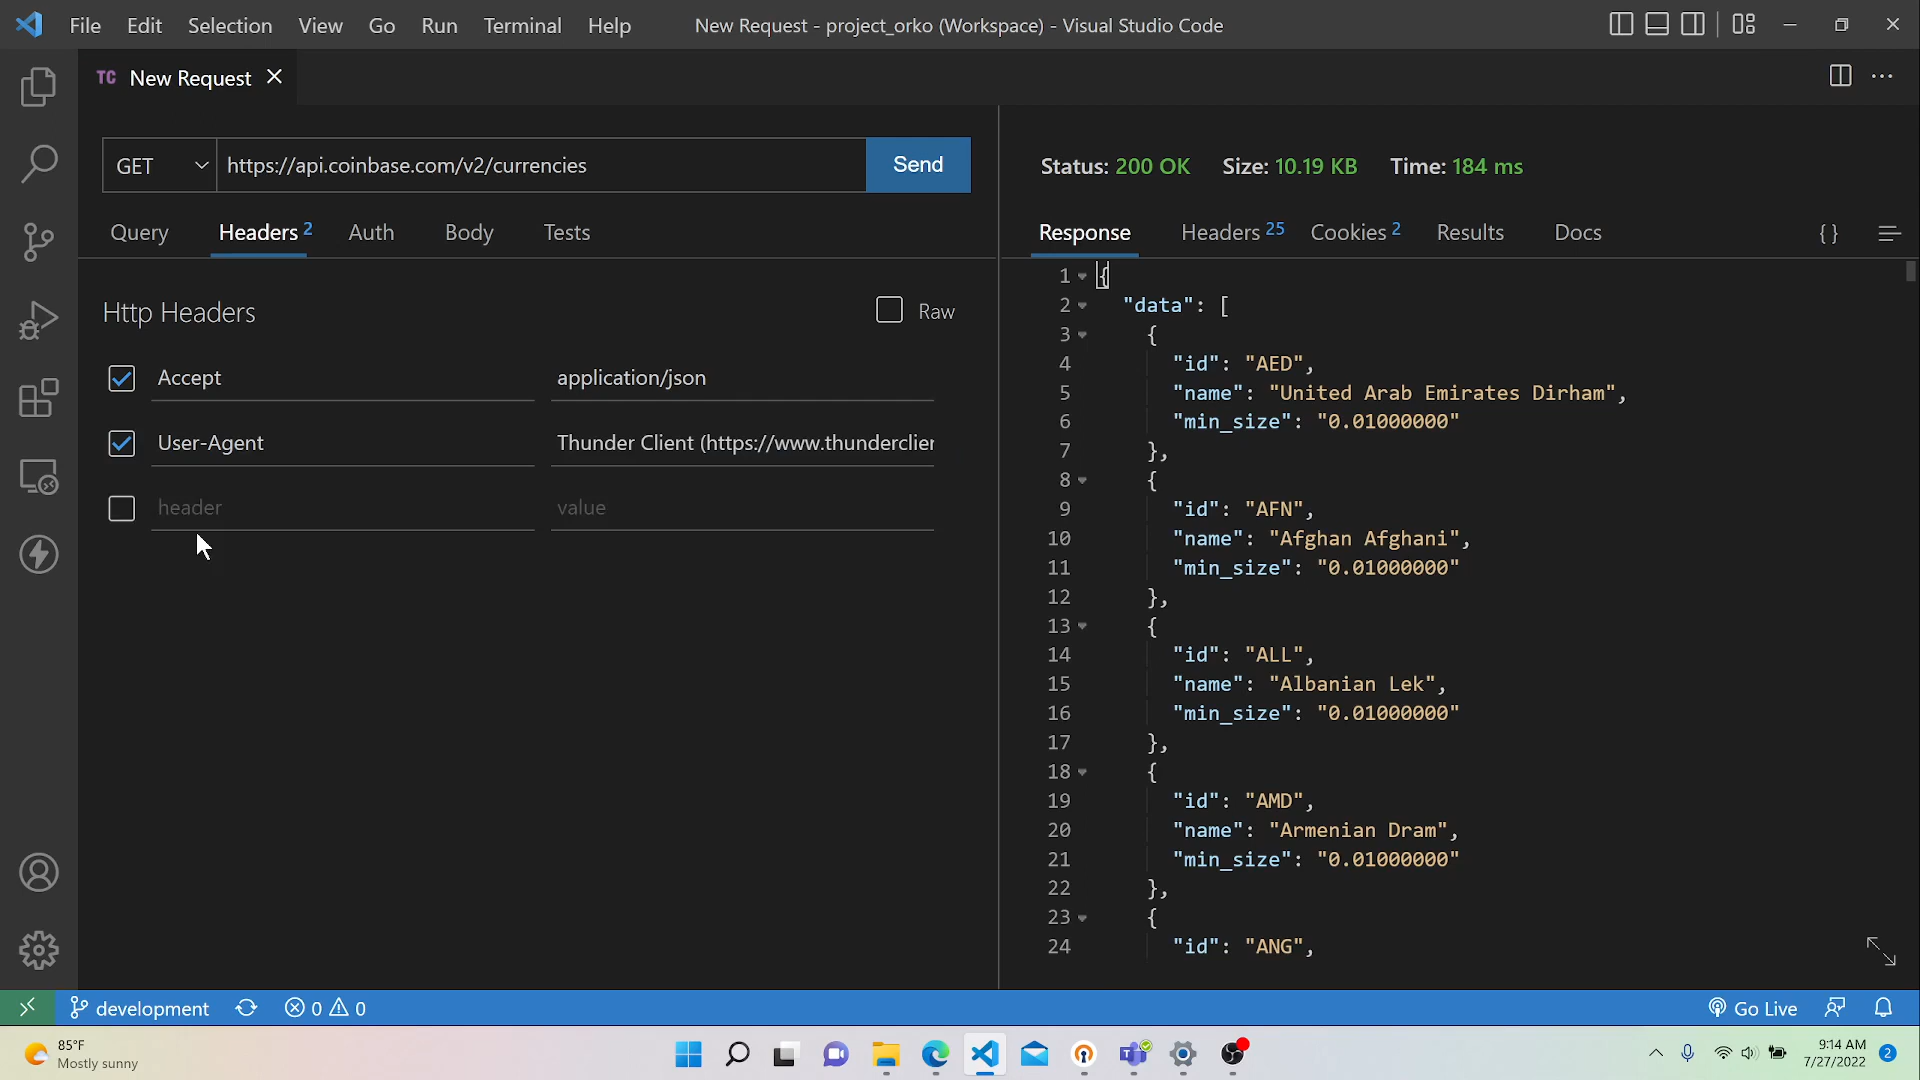 File Edit Selection View Go Run Terminal Help New Request - project_orko (Workspace) - Visual Studio Code
TC New Request
GET https://api.coinbase.com/v2/currencies Send
Status: 200 OK Size: 10.19 KB Time: 184 ms
Query Headers 2 Auth Body Tests
Response Headers 25 Cookies 2 Results Docs { }
Http Headers Raw
Accept application/json
User-Agent Thunder Client (https://www.thunderclien
header value
1 {
2 "data": [
3 {
4 "id": "AED",
5 "name": "United Arab Emirates Dirham",
6 "min_size": "0.01000000"
7 },
8 {
9 "id": "AFN",
10 "name": "Afghan Afghani",
11 "min_size": "0.01000000"
12 },
13 {
14 "id": "ALL",
15 "name": "Albanian Lek",
16 "min_size": "0.01000000"
17 },
18 {
19 "id": "AMD",
20 "name": "Armenian Dram",
21 "min_size": "0.01000000"
22 },
23 {
24 "id": "ANG",
development 0 0 Go Live
85°F
Mostly sunny
9:14 AM
7/27/2022 2